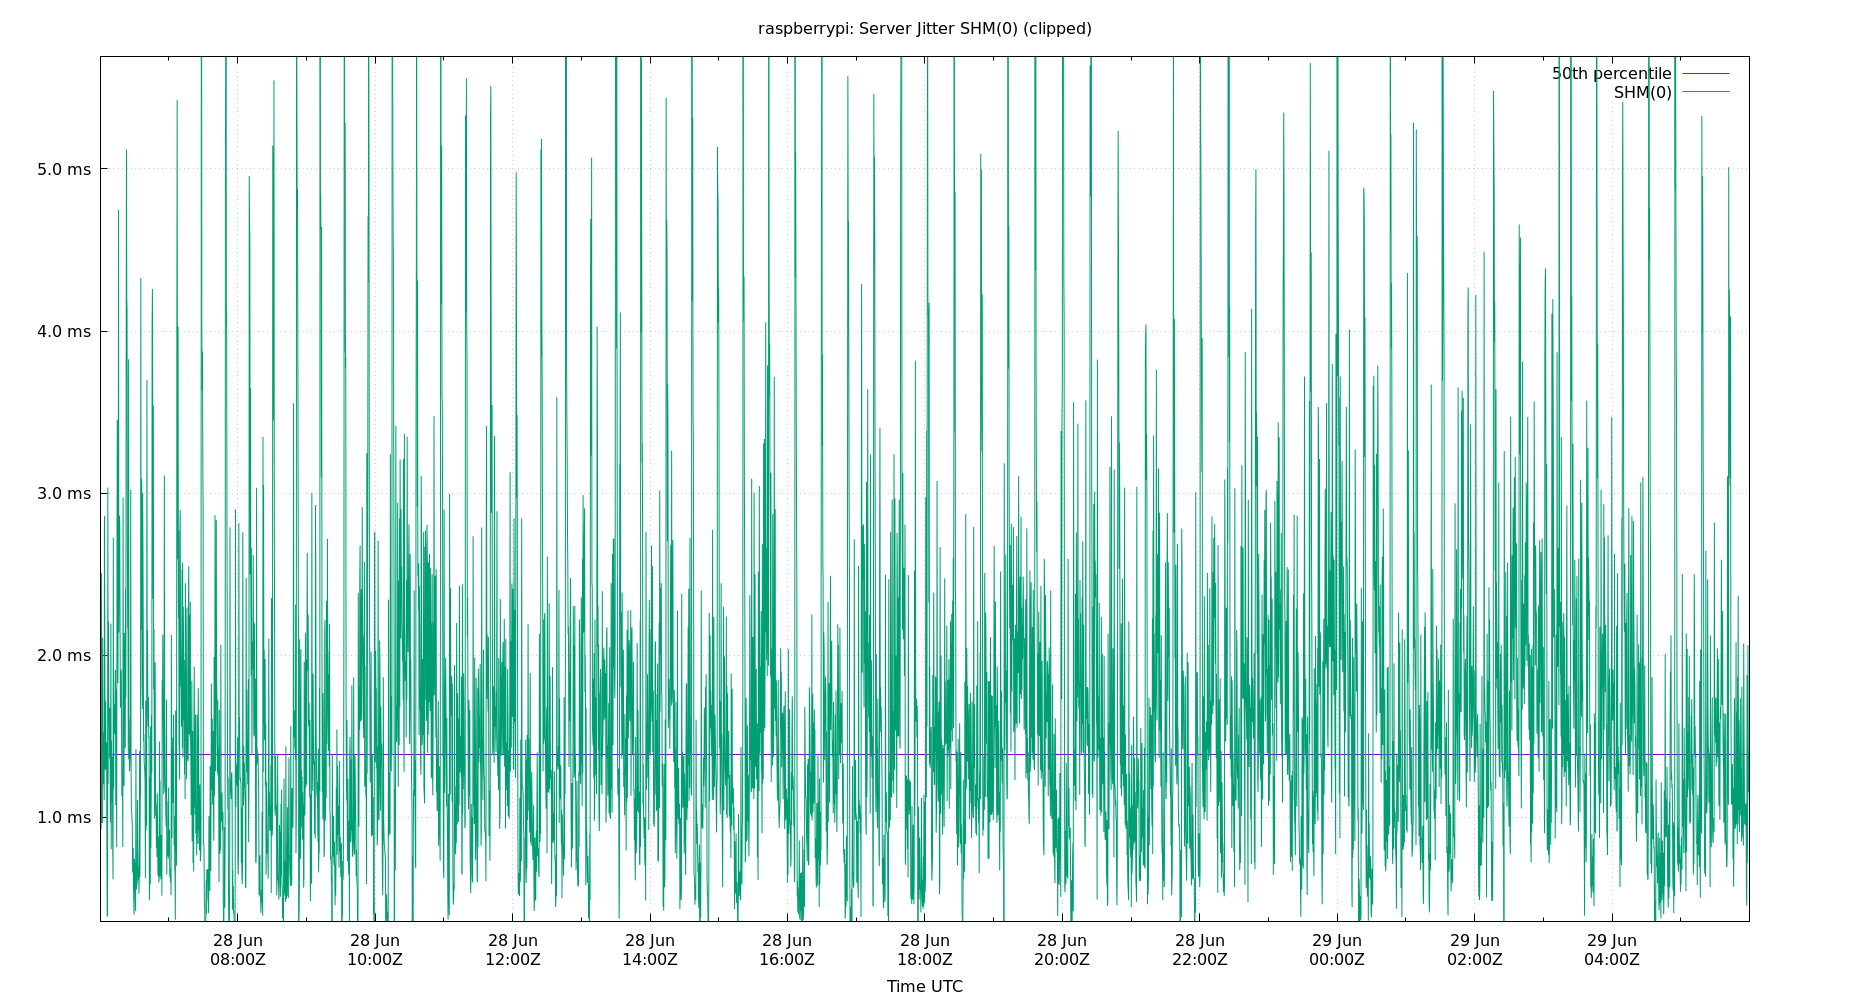 raspberrypi: Server Jitter SHM(0) (clipped)
50th percentile
SHM(0)
5.0 ms
4.0 ms
3.0 ms
2.0 ms
1.0 ms
28 Jun 28 Jun 28 Jun 28 Jun 28 Jun 28 Jun 28 Jun 28 Jun 29 Jun 29 Jun 29 Jun
08:00Z 10:00Z 12:00Z 14:00Z 16:00Z 18:00Z 20:00Z 22:00Z 00:00Z 02:00Z 04:00Z
Time UTC